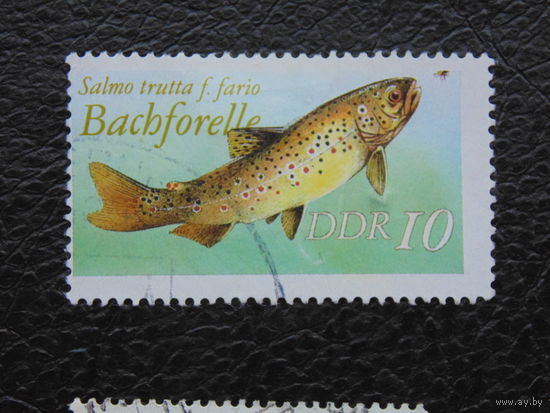 Salmo trutta f. fario
Bachforelle
DDR 10
www.ay.by